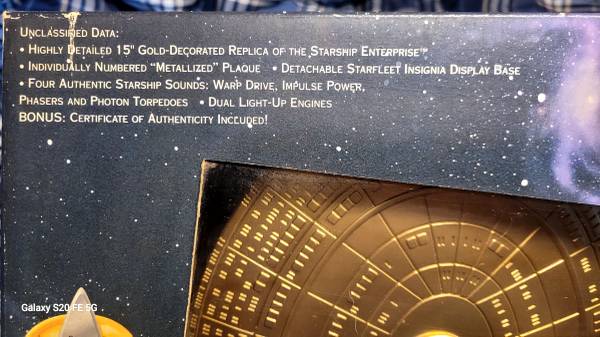 Unclassified Data:
• Highly Detailed 15" Gold-Decorated Replica of the Starship Enterprise™
• Individually Numbered “Metallized” Plaque • Detachable Starfleet Insignia Display Base
• Four Authentic Starship Sounds: Warp Drive, Impulse Power,
Phasers and Photon Torpedoes • Dual Light-Up Engines
BONUS: Certificate of Authenticity Included!
Galaxy S20 FE 5G